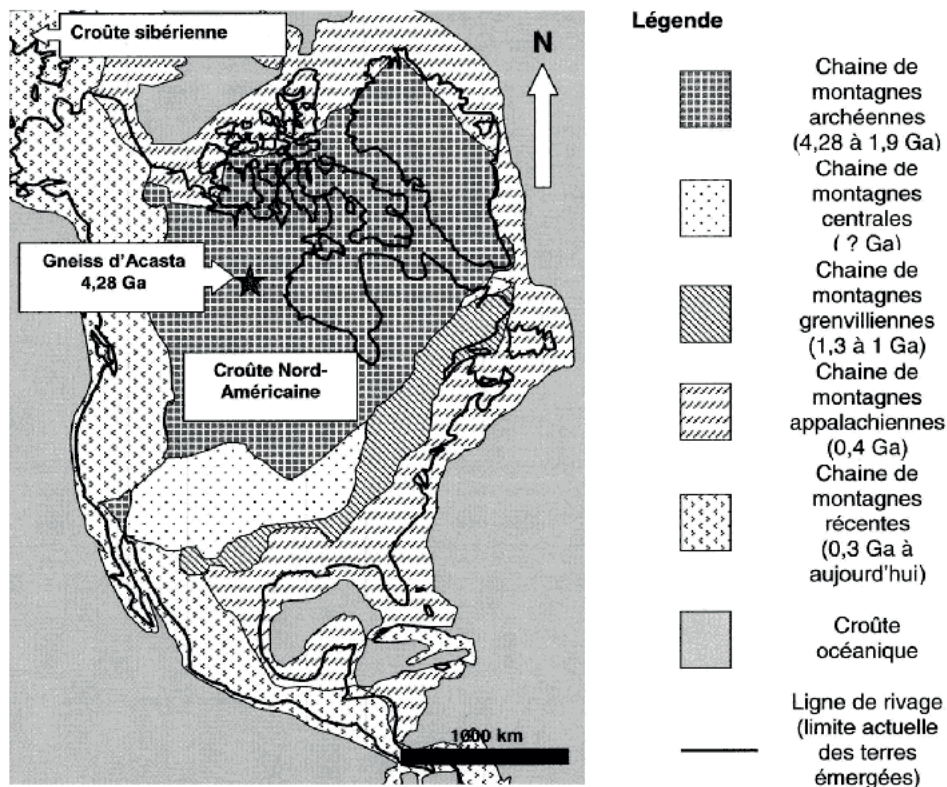 Croûte sibérienne
N
Gneiss d'Acasta
4,28 Ga
Croûte Nord-
Américaine
1000 km
Légende
Chaine de
montagnes
archéennes
(4,28 à 1,9 Ga)
Chaine de
montagnes
centrales
( ? Ga)
Chaine de
montagnes
grenvilliennes
(1,3 à 1 Ga)
Chaine de
montagnes
appalachiennes
(0,4 Ga)
Chaine de
montagnes
récentes
(0,3 Ga à
aujourd'hui)
Croûte
océanique
Ligne de rivage
(limite actuelle
des terres
émergées)